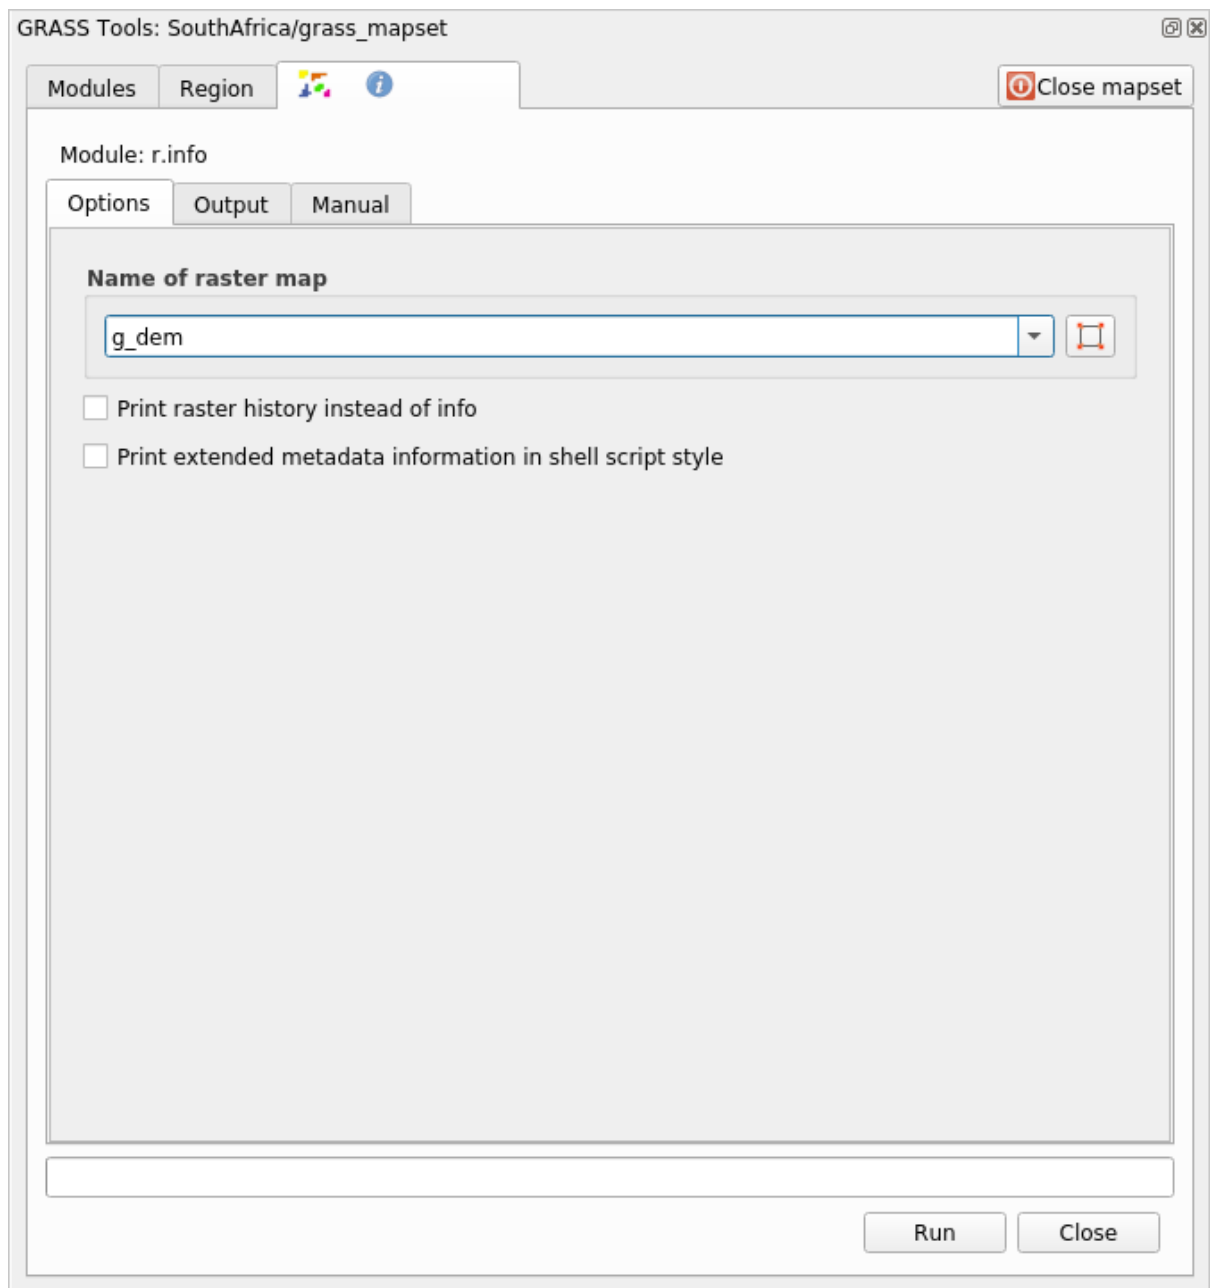 GRASS Tools: SouthAfrica/grass_mapset
Modules Region Close mapset
Module: r.info
Options Output Manual
Name of raster map
g_dem
Print raster history instead of info
Print extended metadata information in shell script style
Run Close